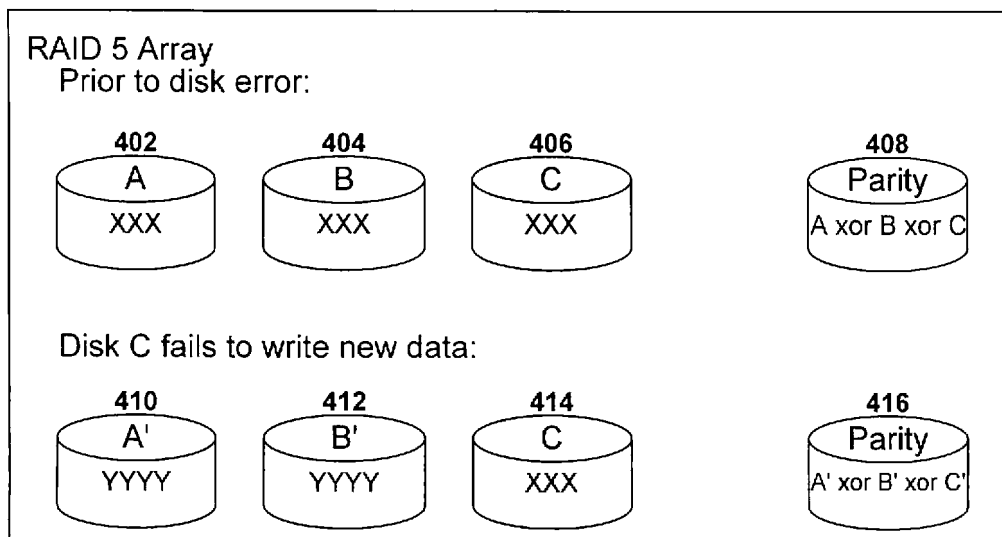 RAID 5 Array
Prior to disk error:
402 404 406 408
A B C Parity
XXX XXX XXX A xor B xor C
Disk C fails to write new data:
410 412 414 416
A' B' C Parity
YYYY YYYY XXX A' xor B' xor C'